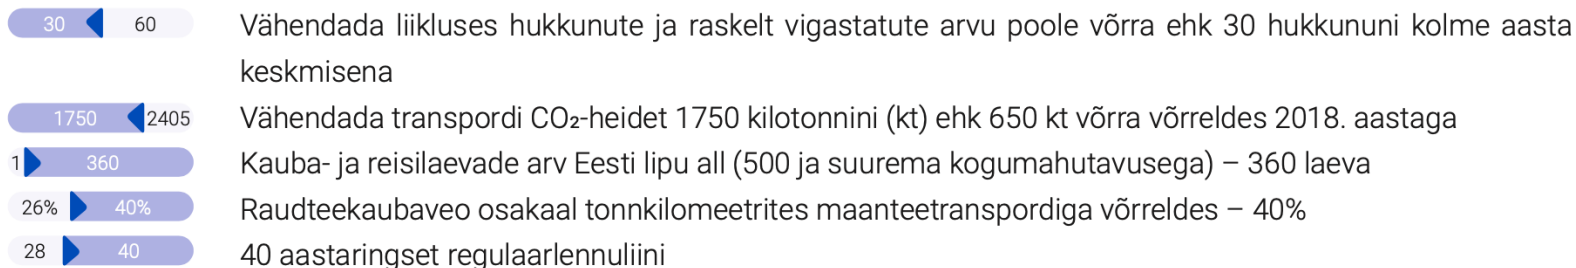 30 60 Vähendada liikluses hukkunute ja raskelt vigastatute arvu poole võrra ehk 30 hukkununi kolme aasta
keskmisena
1750 2405 Vähendada transpordi CO₂-heidet 1750 kilotonnini (kt) ehk 650 kt võrra võrreldes 2018. aastaga
1 360 Kauba- ja reisilaevade arv Eesti lipu all (500 ja suurema kogumahutavusega) – 360 laeva
26% 40% Raudteekaubaveo osakaal tonnkilomeetrites maanteetranspordiga võrreldes – 40%
28 40 40 aastaringset regulaarlennuliini